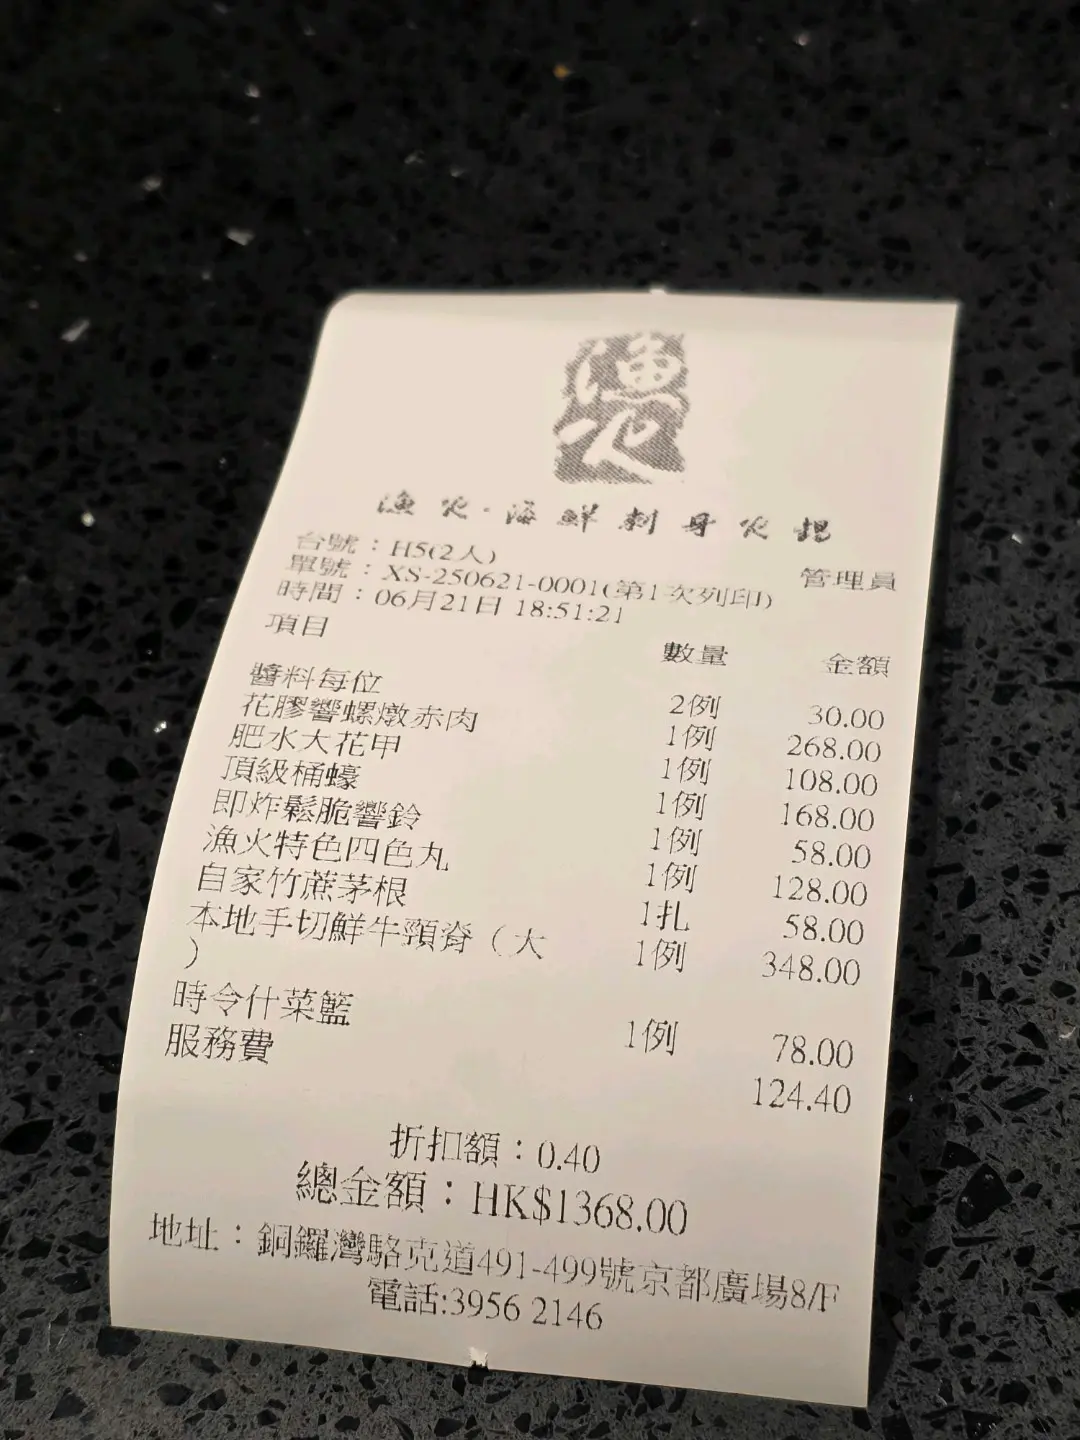 漁火
漁火·海鮮刺身火鍋
台號：H5(2人) 管理員
單號：XS-250621-0001(第1次列印)
時間：06月21日 18:51:21
項目 數量 金額
醬料每位 2例 30.00
花膠響螺燉赤肉 1例 268.00
肥水大花甲 1例 108.00
頂級桶蠔 1例 168.00
即炸鬆脆響鈴 1例 58.00
漁火特色四色丸 1例 128.00
自家竹蔗茅根 1扎 58.00
本地手切鮮牛頸脊（大 1例 348.00
）
時令什菜籃 1例 78.00
服務費 124.40
折扣額：0.40
總金額：HK$1368.00
地址：銅鑼灣駱克道491-499號京都廣場8/F
電話:3956 2146